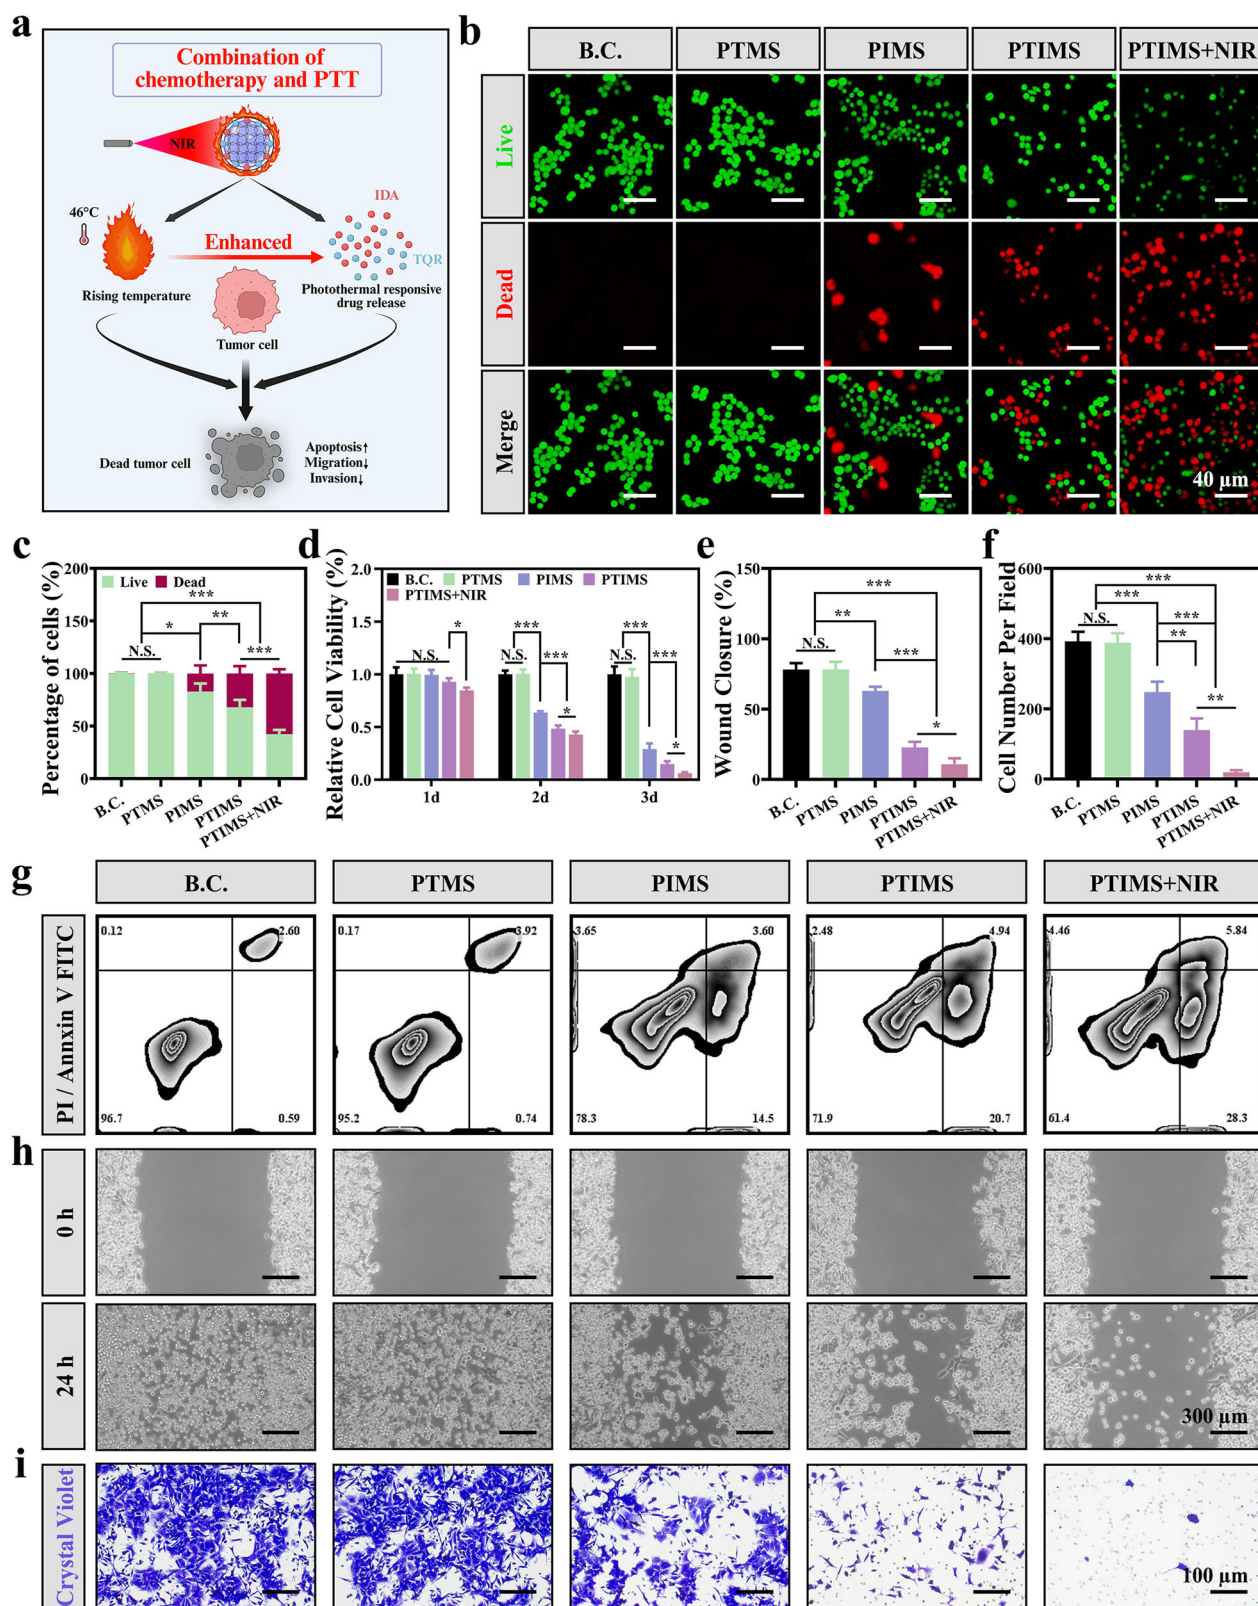 a
Combination of
chemotherapy and PTT
NIR
46°C
IDA
Enhanced
TQR
Rising temperature
Photothermal responsive
drug release
Tumor cell
Dead tumor cell
Apoptosis↑
Migration↓
Invasion↓
b
B.C. PTMS PIMS PTIMS PTIMS+NIR
Live
Dead
Merge
40 µm
c
Percentage of cells (%)
200
150
100
50
0
Live Dead
***
* **
N.S. ***
B.C. PTMS PIMS PTIMS PTIMS+NIR
d
Relative Cell Viability (%)
2.0
1.5
1.0
0.5
0.0
B.C. PTMS PIMS PTIMS
PTIMS+NIR
N.S. *
*** N.S. *** *
*** N.S. *** *
1d 2d 3d
e
Wound Closure (%)
150
100
50
0
***
**
N.S. ***
*
B.C. PTMS PIMS PTIMS PTIMS+NIR
f
Cell Number Per Field
600
400
200
0
***
***
N.S. ***
**
**
B.C. PTMS PIMS PTIMS PTIMS+NIR
g
B.C. PTMS PIMS PTIMS PTIMS+NIR
PI / Annxin V FITC
0.12 2.60 0.17 3.92 3.65 3.60 2.48 4.94 4.46 5.84
96.7 0.59 95.2 0.74 78.3 14.5 71.9 20.7 61.4 28.3
h
0 h
24 h
300 µm
i
Crystal Violet
100 µm